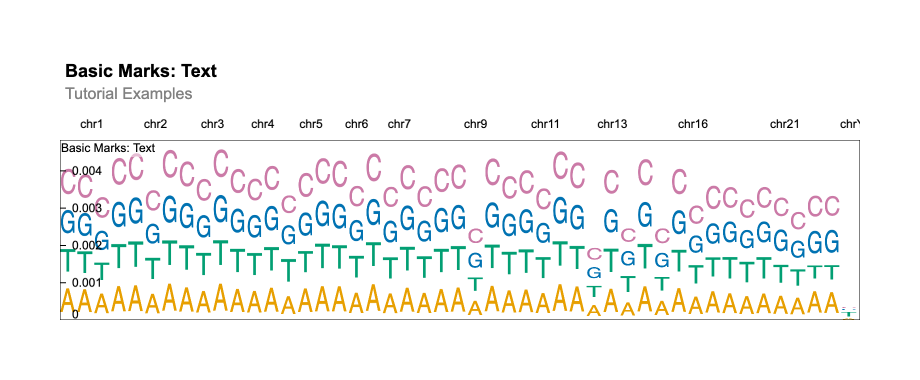 Basic Marks: Text
Tutorial Examples
chr1 chr2 chr3 chr4 chr5 chr6 chr7 chr9 chr11 chr13 chr16 chr21 chrY
Basic Marks: Text
0.004
C C C C C C C C C C C C C C C C C C C C C C C C C C C C C C C C C C C C C C C C C C C C C C
0.003
G G G G G G G G G G G G G G G G G G G G G G G G G G G G G G G G G G G G G G G G G G G G G G
0.002
T T T T T T T T T T T T T T T T T T T T T T T T T T T T T T T T T T T T T T T T T T T T T T T
0.001
A A A A A A A A A A A A A A A A A A A A A A A A A A A A A A A A A A A A A A A A A A A A A A
0